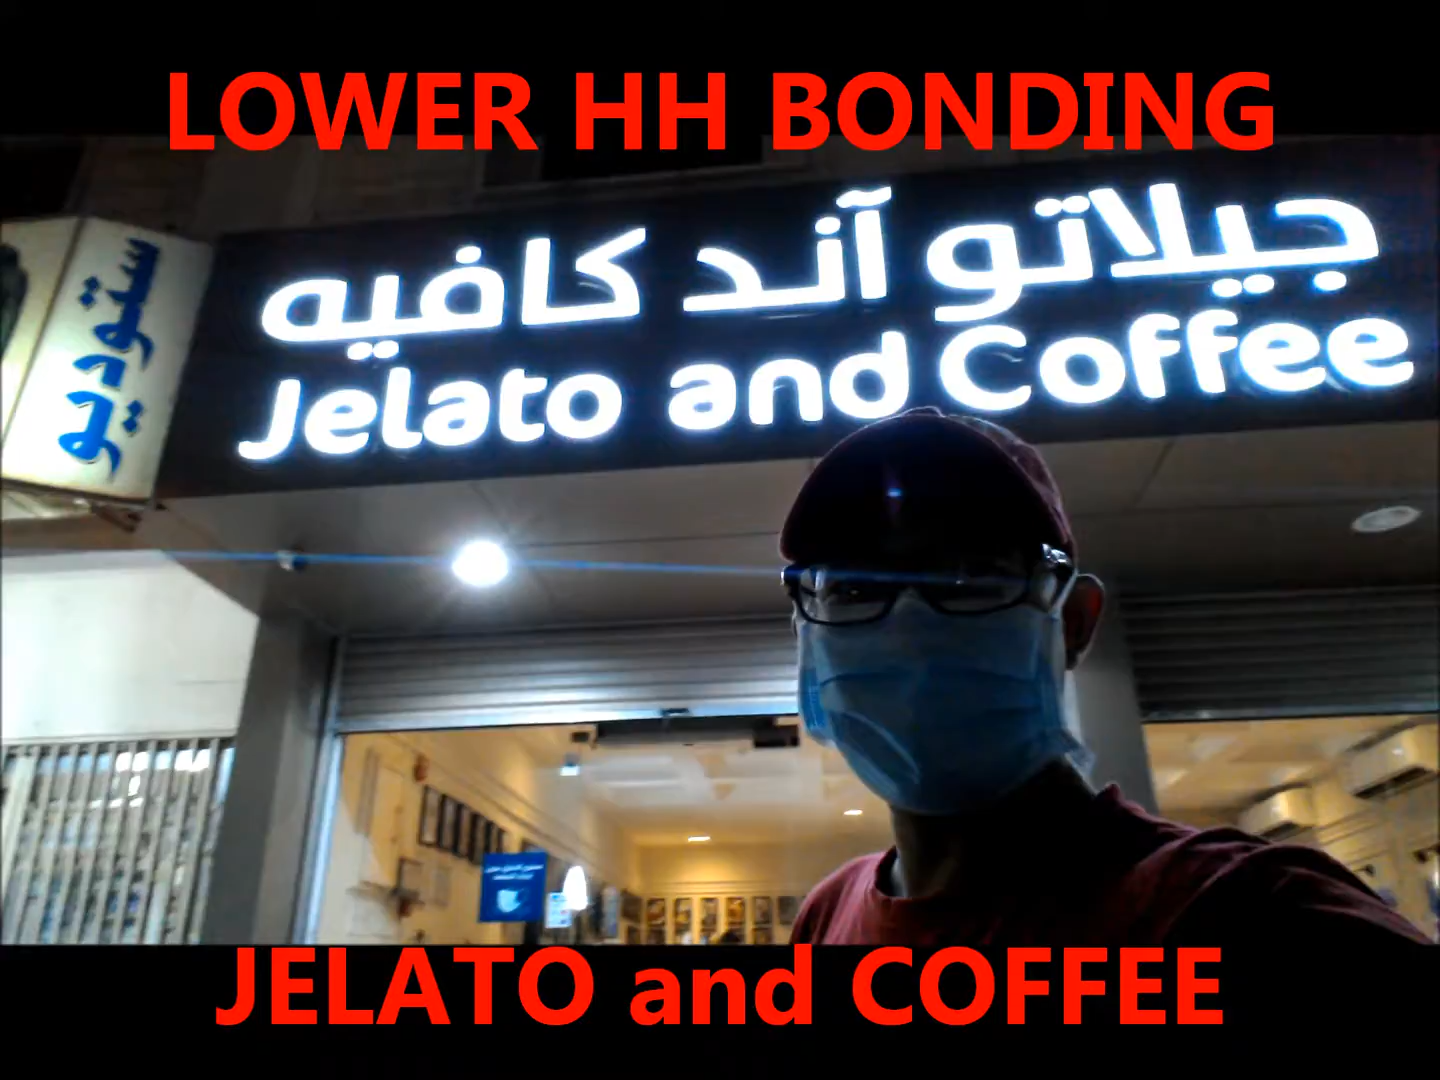 LOWER HH BONDING
جيلاتو آند كافيه
Jelato and Coffee
ستوديو
JELATO and COFFEE